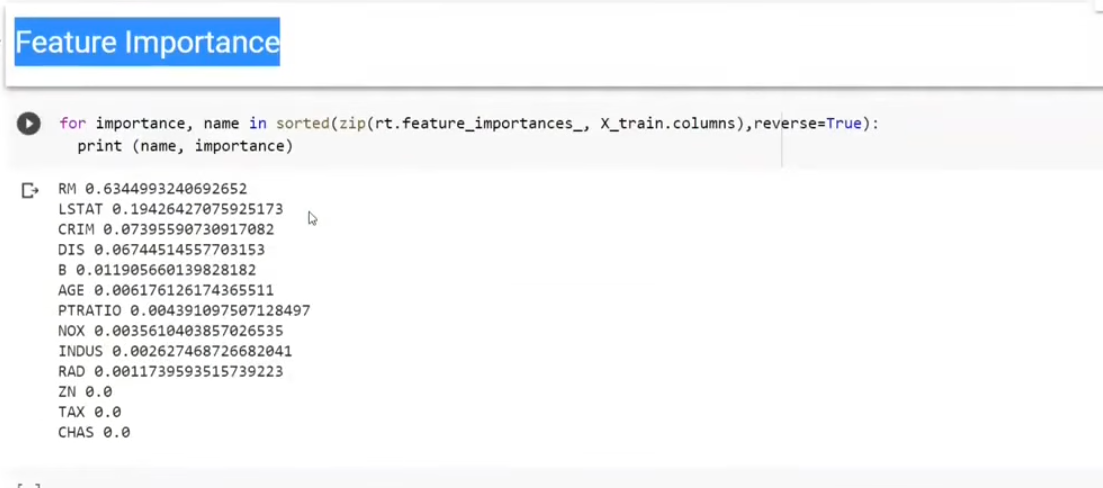 Feature Importance
for importance, name in sorted(zip(rt.feature_importances_, X_train.columns),reverse=True):
print (name, importance)
RM 0.6344993240692652
LSTAT 0.19426427075925173
CRIM 0.07395590730917082
DIS 0.06744514557703153
B 0.011905660139828182
AGE 0.006176126174365511
PTRATIO 0.004391097507128497
NOX 0.0035610403857026535
INDUS 0.002627468726682041
RAD 0.0011739593515739223
ZN 0.0
TAX 0.0
CHAS 0.0